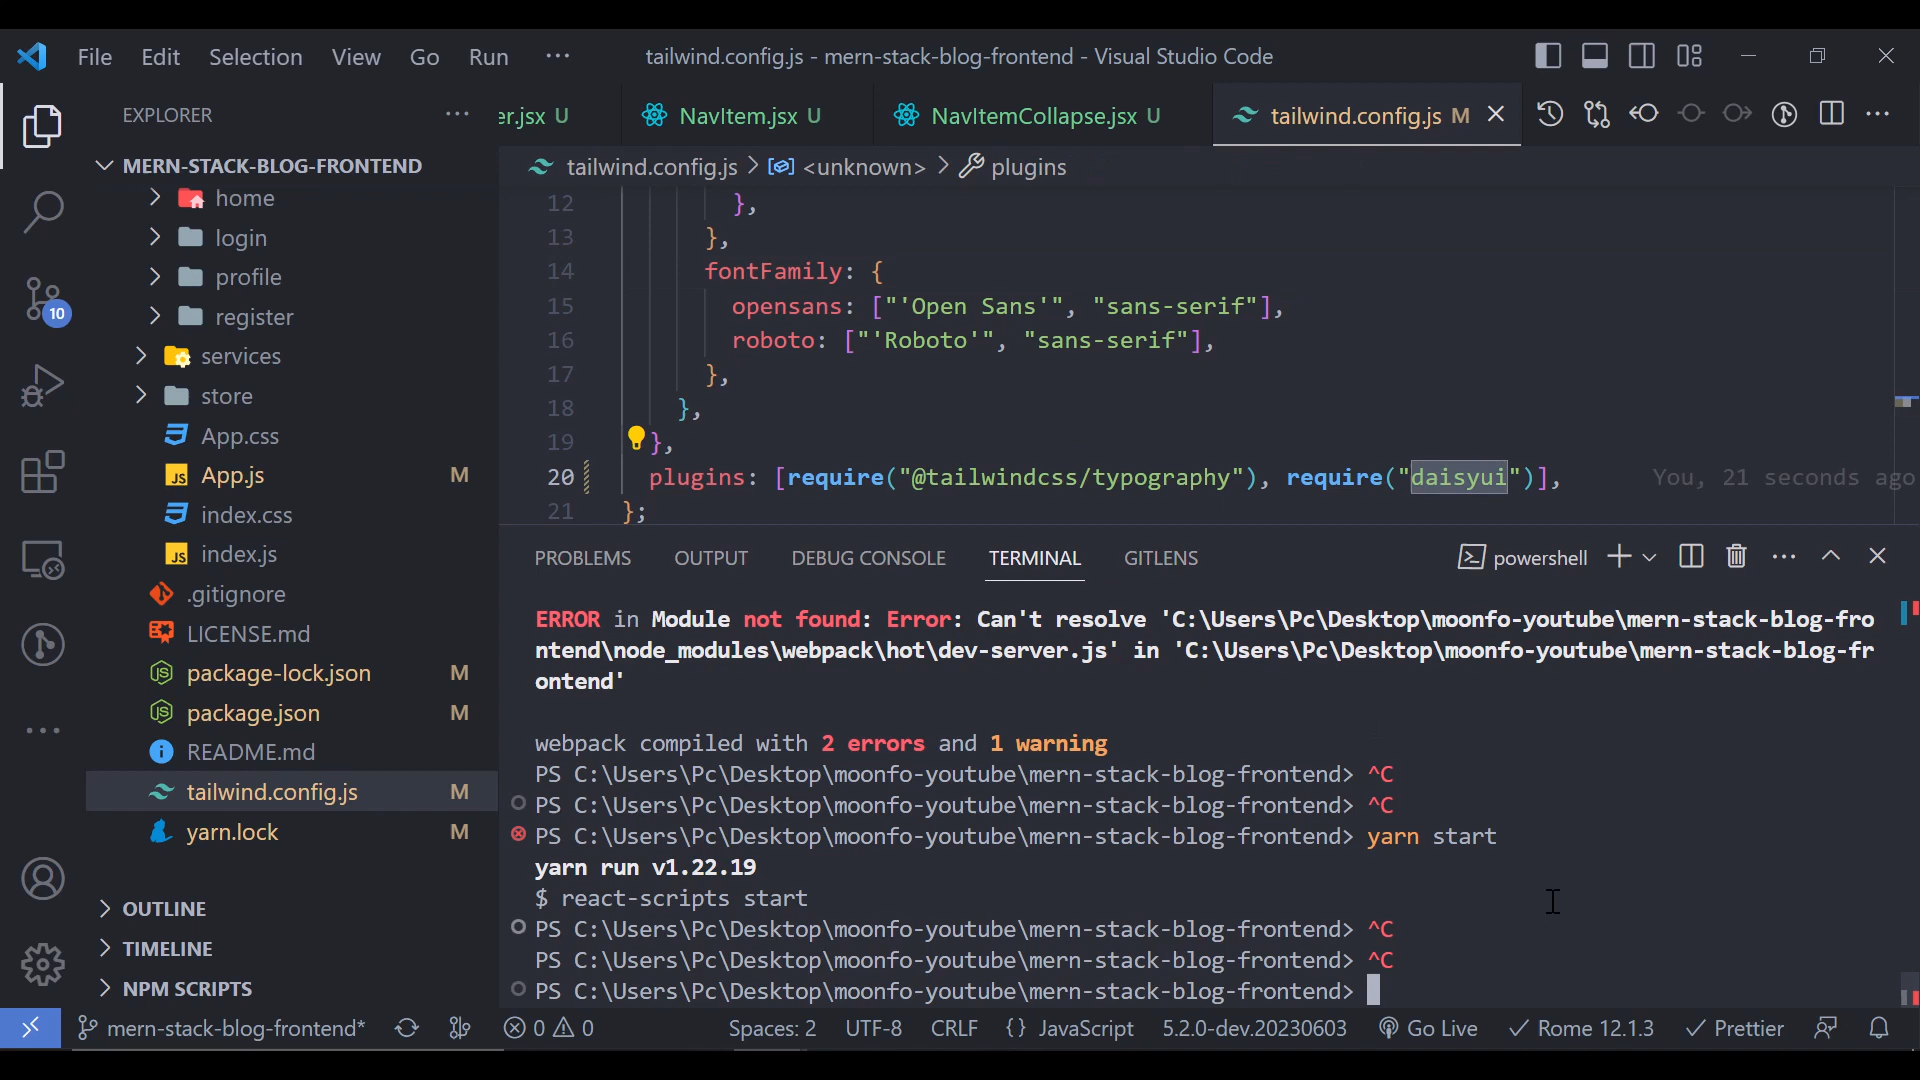 File Edit Selection View Go Run ··· tailwind.config.js - mern-stack-blog-frontend - Visual Studio Code
EXPLORER ···
er.jsx U NavItem.jsx U NavItemCollapse.jsx U tailwind.config.js M
MERN-STACK-BLOG-FRONTEND
home
login
profile
register
services
store
App.css
App.js M
index.css
index.js
.gitignore
LICENSE.md
package-lock.json M
package.json M
README.md
tailwind.config.js M
yarn.lock M
OUTLINE
TIMELINE
NPM SCRIPTS
10
tailwind.config.js > <unknown> > plugins
12 },
13 },
14 fontFamily: {
15 opensans: ["'Open Sans'", "sans-serif"],
16 roboto: ["'Roboto'", "sans-serif"],
17 },
18 },
19 },
20 plugins: [require("@tailwindcss/typography"), require("daisyui")], You, 21 seconds ago
21 };
PROBLEMS OUTPUT DEBUG CONSOLE TERMINAL GITLENS powershell
ERROR in Module not found: Error: Can't resolve 'C:\Users\Pc\Desktop\moonfo-youtube\mern-stack-blog-fro
ntend\node_modules\webpack\hot\dev-server.js' in 'C:\Users\Pc\Desktop\moonfo-youtube\mern-stack-blog-fr
ontend'
webpack compiled with 2 errors and 1 warning
PS C:\Users\Pc\Desktop\moonfo-youtube\mern-stack-blog-frontend> ^C
PS C:\Users\Pc\Desktop\moonfo-youtube\mern-stack-blog-frontend> ^C
PS C:\Users\Pc\Desktop\moonfo-youtube\mern-stack-blog-frontend> yarn start
yarn run v1.22.19
$ react-scripts start
PS C:\Users\Pc\Desktop\moonfo-youtube\mern-stack-blog-frontend> ^C
PS C:\Users\Pc\Desktop\moonfo-youtube\mern-stack-blog-frontend> ^C
PS C:\Users\Pc\Desktop\moonfo-youtube\mern-stack-blog-frontend>
mern-stack-blog-frontend* 0 0 Spaces: 2 UTF-8 CRLF {} JavaScript 5.2.0-dev.20230603 Go Live Rome 12.1.3 Prettier